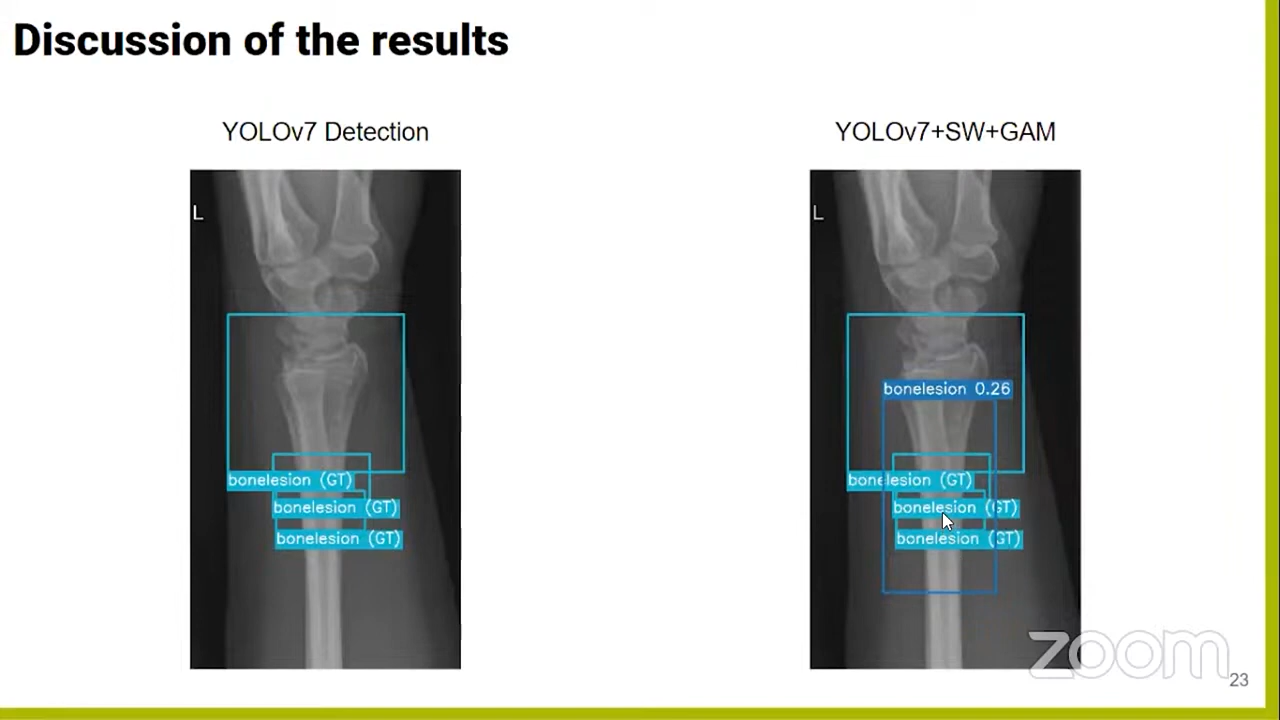 Discussion of the results
YOLOv7 Detection
L
bonelesion (GT)
bonelesion (GT)
bonelesion (GT)
YOLOv7+SW+GAM
L
bonelesion 0.26
bonelesion (GT)
bonelesion (GT)
bonelesion (GT)
zoom
23